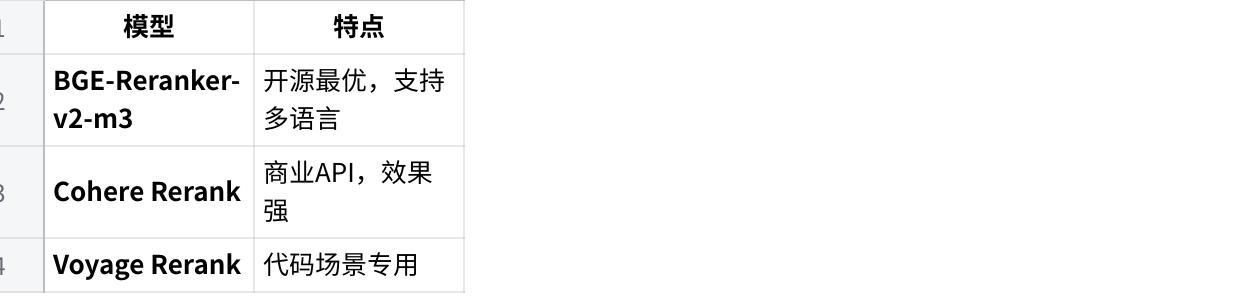 模型 特点
BGE-Reranker- 开源最优，支持
v2-m3 多语言
商业API，效果
Cohere Rerank
强
Voyage Rerank 代码场景专用